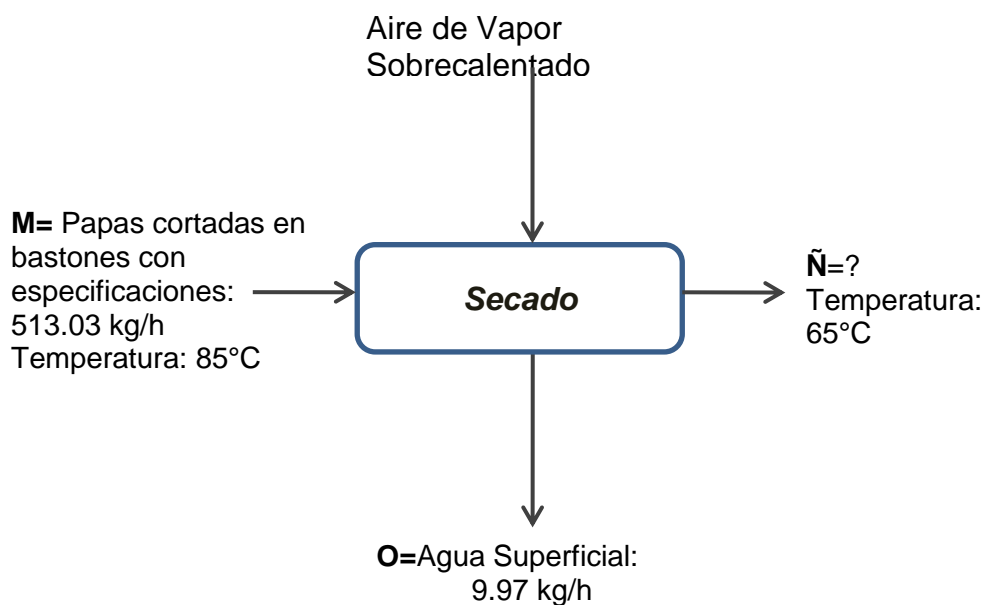 Aire de Vapor
Sobrecalentado
M= Papas cortadas en
bastones con
especificaciones:
513.03 kg/h
Temperatura: 85°C
Secado
Ñ=?
Temperatura:
65°C
O=Agua Superficial:
9.97 kg/h